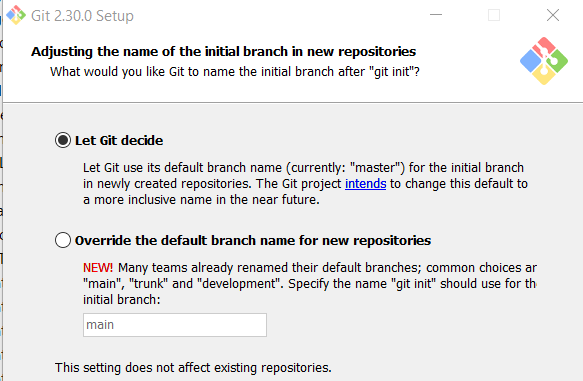 Git 2.30.0 Setup
Adjusting the name of the initial branch in new repositories
What would you like Git to name the initial branch after "git init"?
Let Git decide
Let Git use its default branch name (currently: "master") for the initial branch
in newly created repositories. The Git project intends to change this default to
a more inclusive name in the near future.
Override the default branch name for new repositories
NEW! Many teams already renamed their default branches; common choices ar
"main", "trunk" and "development". Specify the name "git init" should use for the
initial branch:
main
This setting does not affect existing repositories.